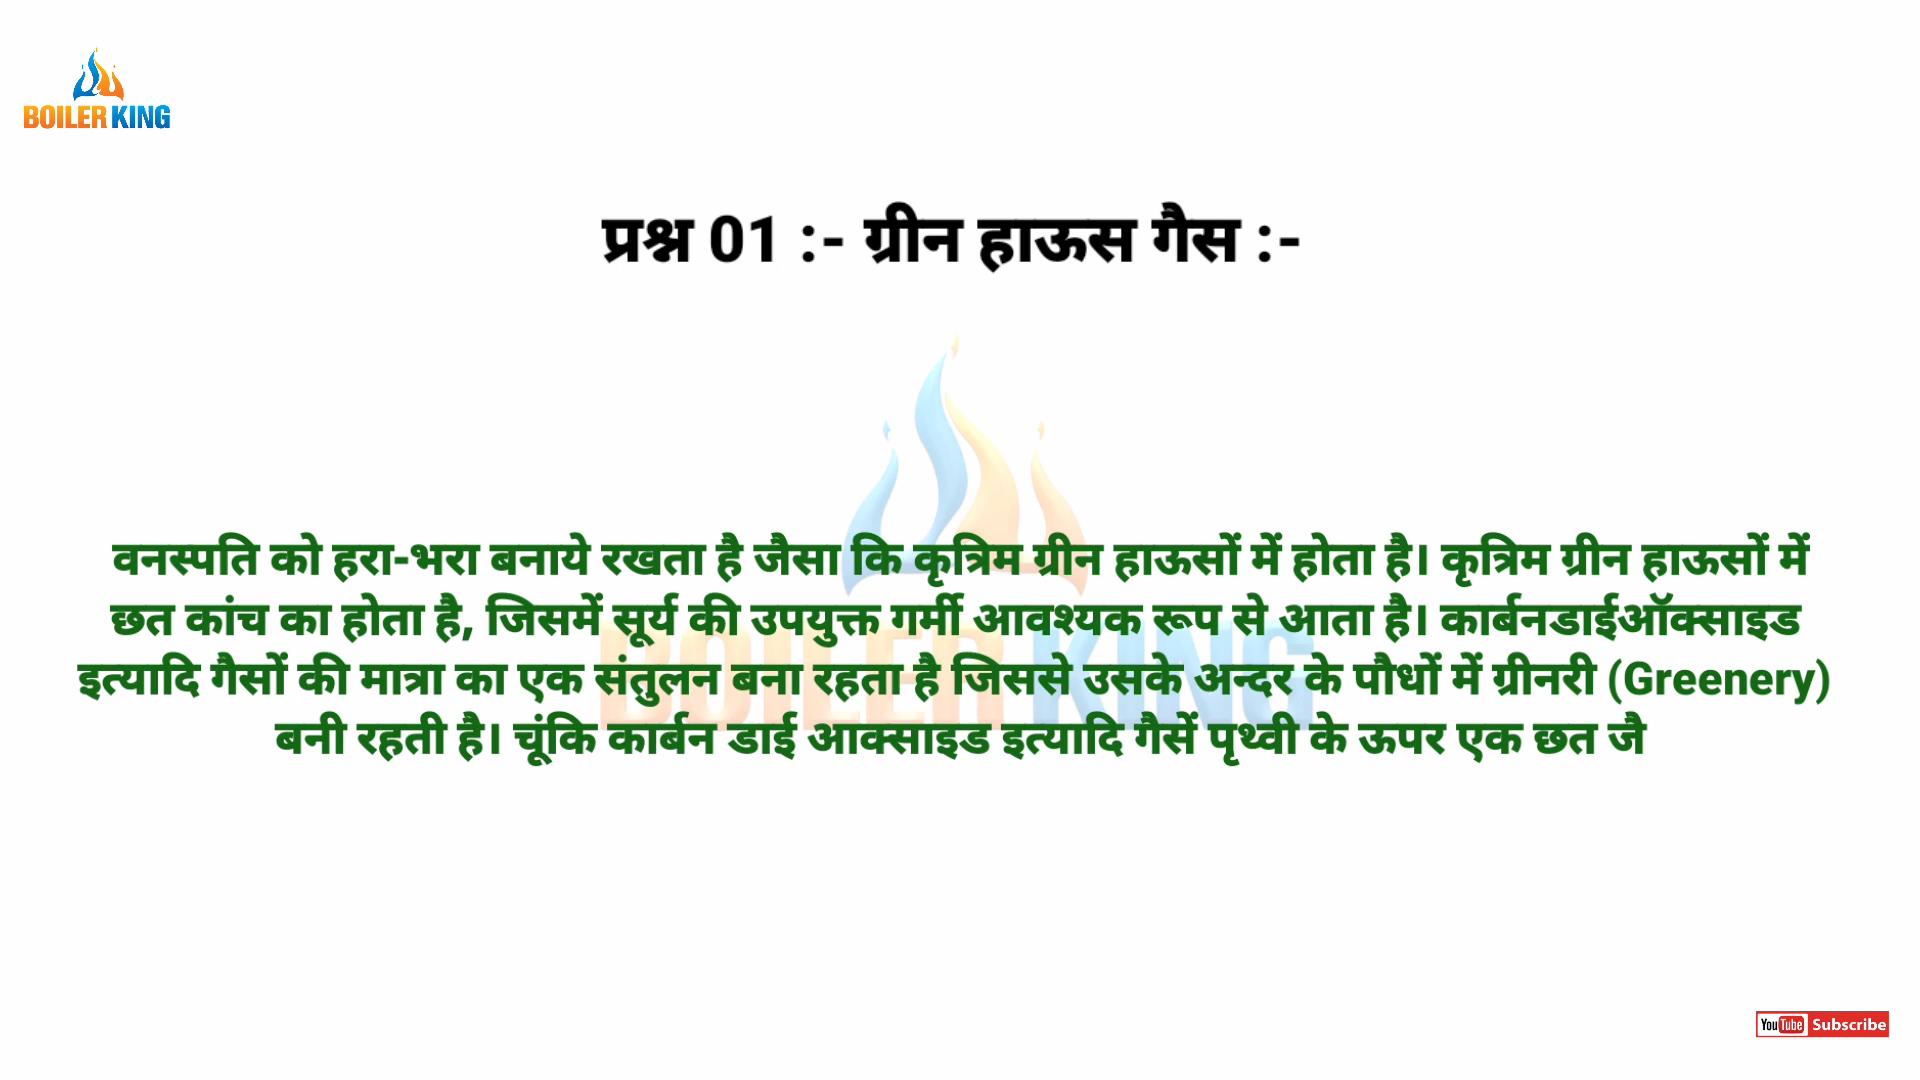 BOILER KING
प्रश्न 01 :- ग्रीन हाऊस गैस :-
वनस्पति को हरा-भरा बनाये रखता है जैसा कि कृत्रिम ग्रीन हाऊसों में होता है। कृत्रिम ग्रीन हाऊसों में
छत कांच का होता है, जिसमें सूर्य की उपयुक्त गर्मी आवश्यक रूप से आता है। कार्बनडाईऑक्साइड
इत्यादि गैसों की मात्रा का एक संतुलन बना रहता है जिससे उसके अन्दर के पौधों में ग्रीनरी (Greenery)
बनी रहती है। चूंकि कार्बन डाई आक्साइड इत्यादि गैसें पृथ्वी के ऊपर एक छत जै
BOILER KING
YouTube Subscribe